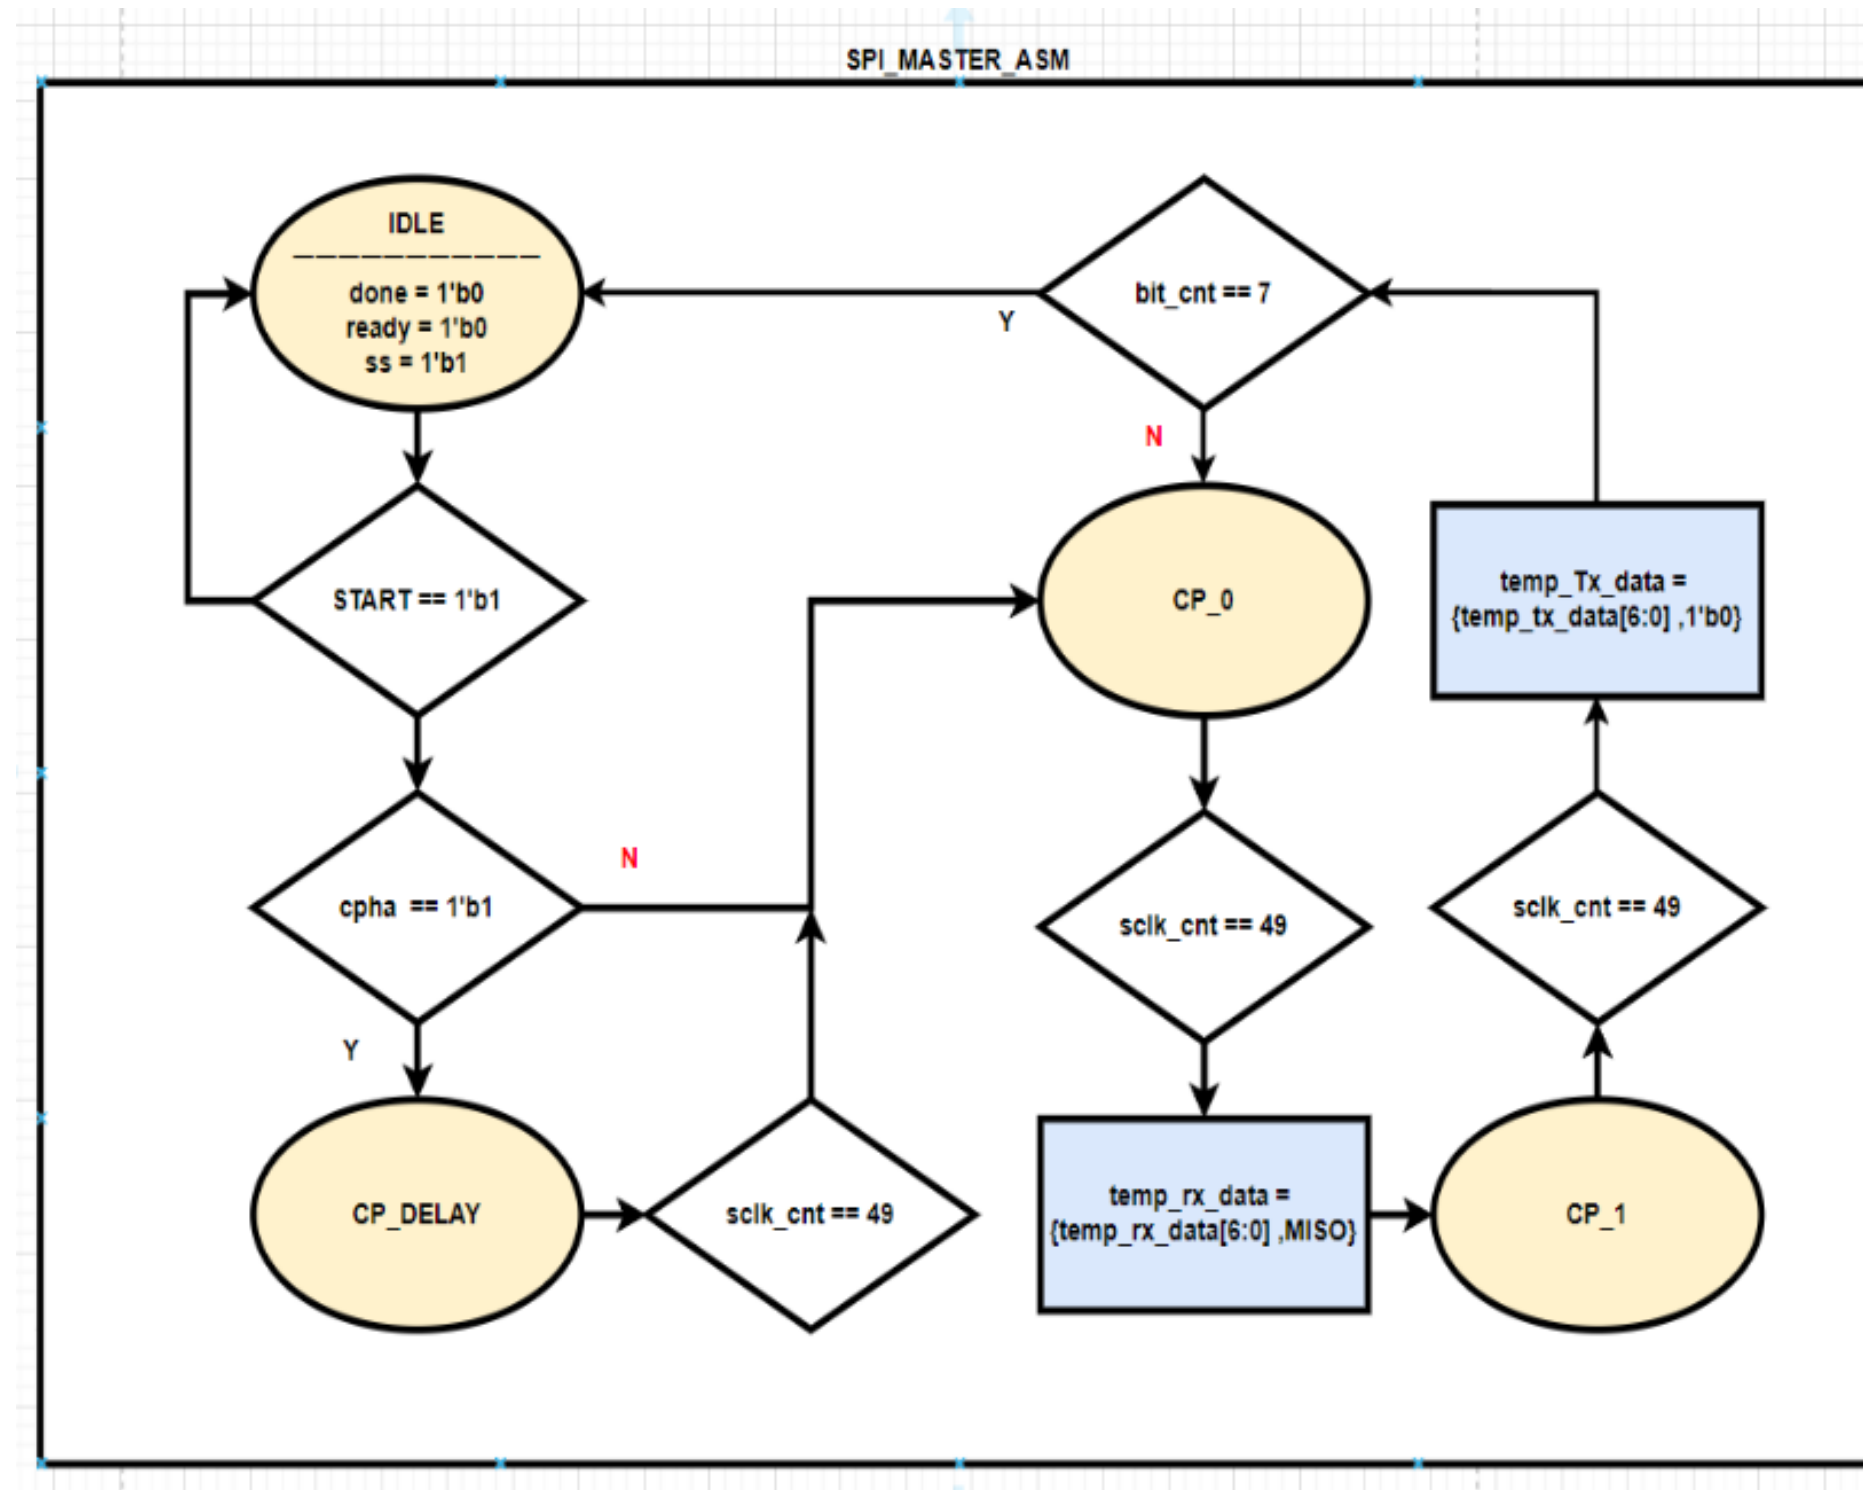 SPI_MASTER_ASM
IDLE
___________
done = 1'b0
ready = 1'b0
ss = 1'b1
START == 1'b1
cpha == 1'b1
N
Y
CP_DELAY
sclk_cnt == 49
bit_cnt == 7
Y
N
CP_0
sclk_cnt == 49
temp_rx_data =
{temp_rx_data[6:0] ,MISO}
CP_1
sclk_cnt == 49
temp_Tx_data =
{temp_tx_data[6:0] ,1'b0}